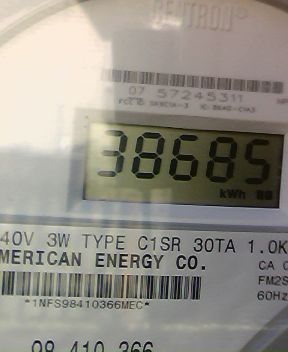 CENTRON®
07 57245311
38685
kWh
40V 3W TYPE C1SR 30TA 1.0K
MERICAN ENERGY CO.
CA 0
FM2S
60Hz
*1NFS98410366MEC*
98 410 366